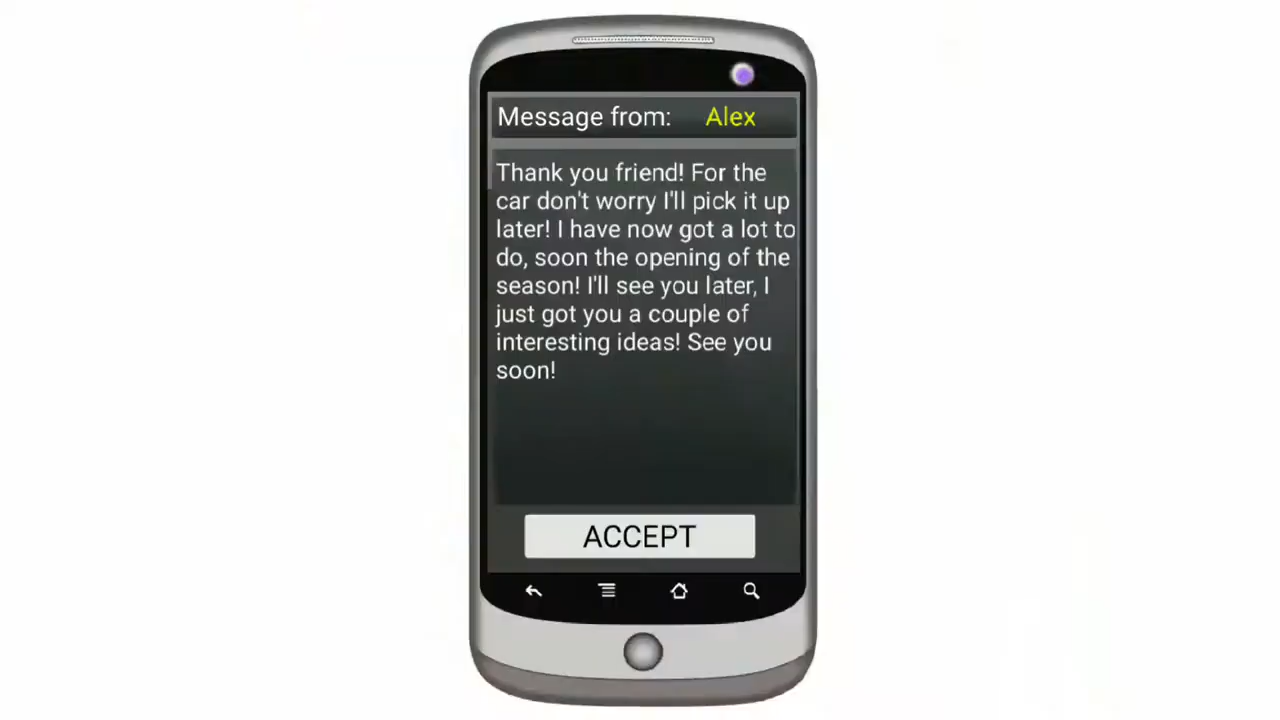 Message from: Alex
Thank you friend! For the
car don't worry I'll pick it up
later! I have now got a lot to
do, soon the opening of the
season! I'll see you later, I
just got you a couple of
interesting ideas! See you
soon!
ACCEPT